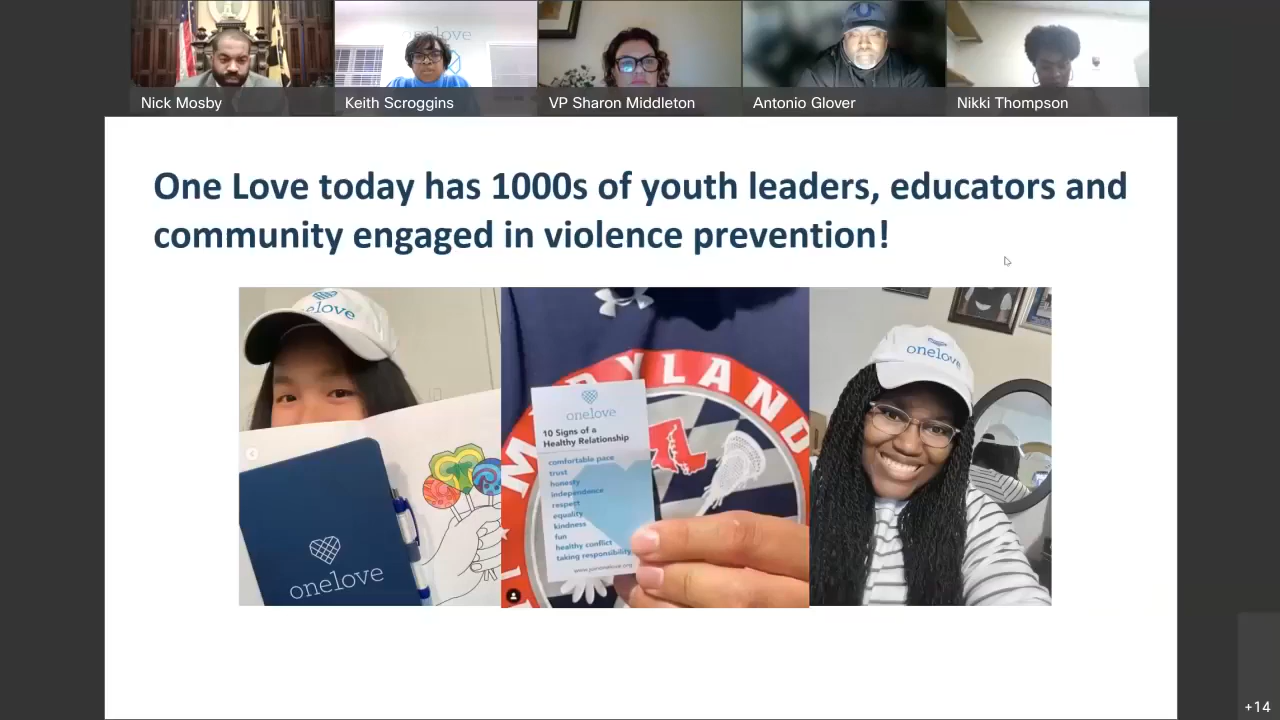 Nick Mosby
Keith Scroggins
VP Sharon Middleton
Antonio Glover
Nikki Thompson
onelove
One Love today has 1000s of youth leaders, educators and
community engaged in violence prevention!
onelove
onelove
MARYLAND
onelove
10 Signs of a
Healthy Relationship
comfortable pace
trust
honesty
independence
respect
equality
kindness
fun
healthy conflict
taking responsibility
www.joinonelove.org
onelove
+14